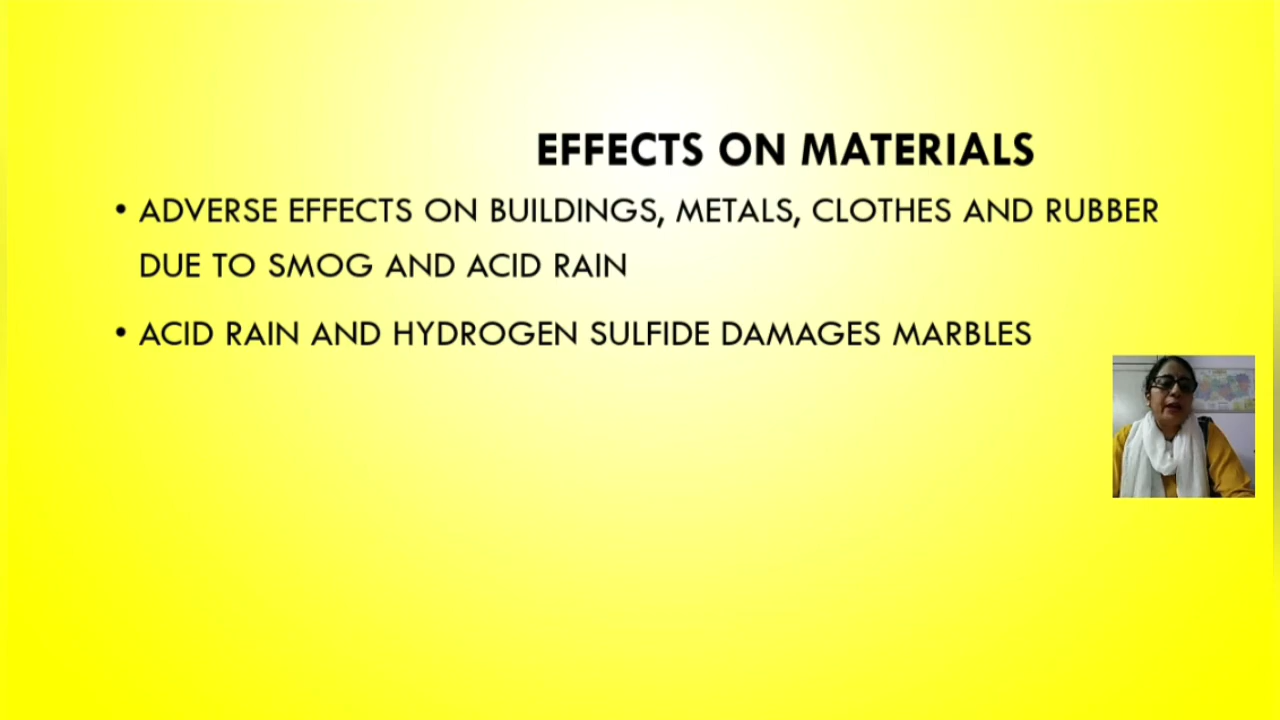 EFFECTS ON MATERIALS
• ADVERSE EFFECTS ON BUILDINGS, METALS, CLOTHES AND RUBBER
DUE TO SMOG AND ACID RAIN
• ACID RAIN AND HYDROGEN SULFIDE DAMAGES MARBLES